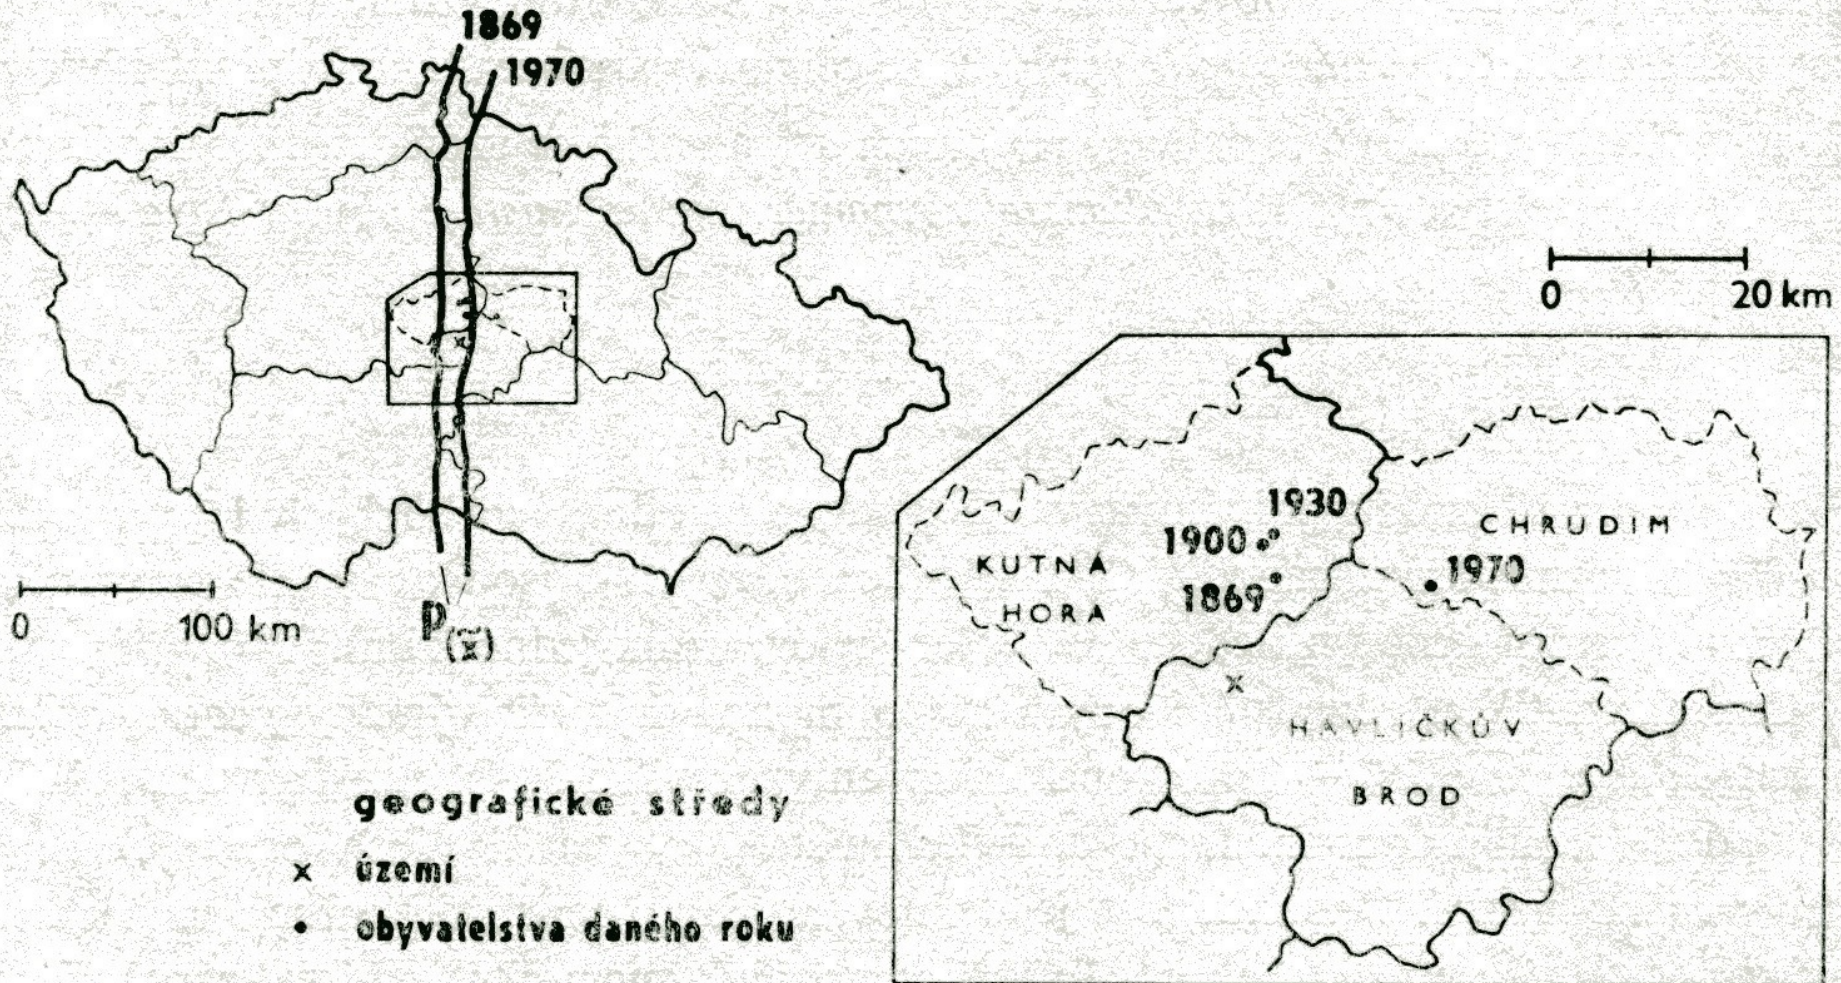 1869
1970
0 100 km
P(x̃)
geografické středy
x území
• obyvatelstva daného roku
0 20 km
1930
1900
1869
1970
KUTNÁ
HORA
CHRUDIM
x
HAVLÍČKŮV
BROD